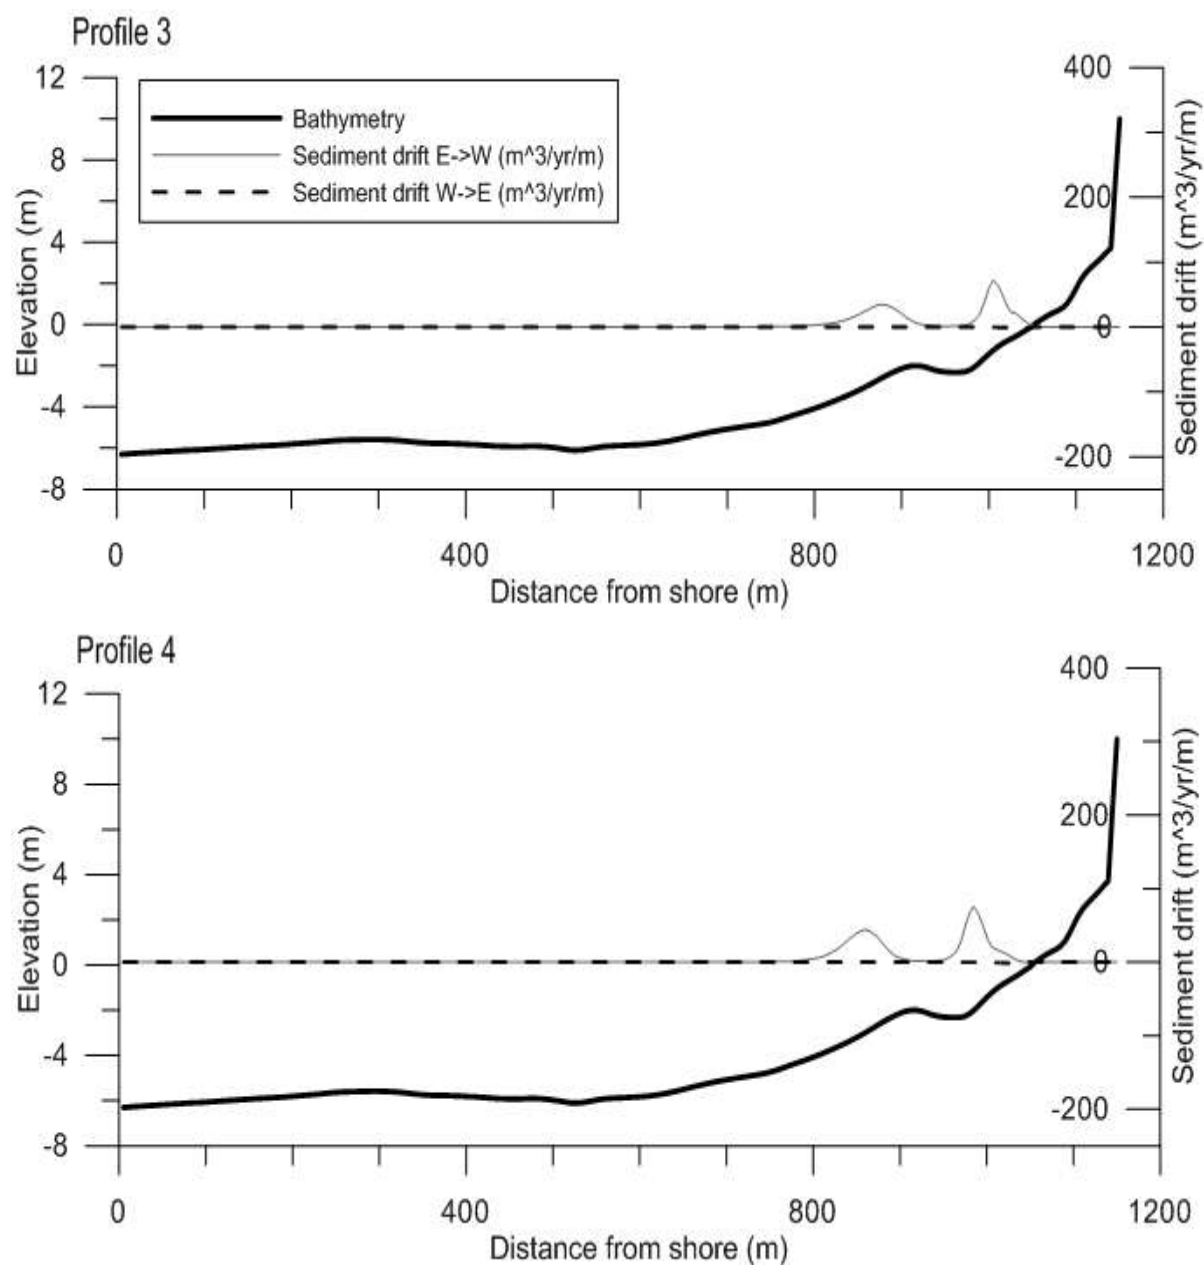 Profile 3
12
8
4
0
-4
-8
Elevation (m)
Bathymetry
Sediment drift E->W (m^3/yr/m)
Sediment drift W->E (m^3/yr/m)
400
200
0
-200
Sediment drift (m^3/yr/m)
0 400 800 1200
Distance from shore (m)
Profile 4
12
8
4
0
-4
-8
Elevation (m)
400
200
0
-200
Sediment drift (m^3/yr/m)
0 400 800 1200
Distance from shore (m)